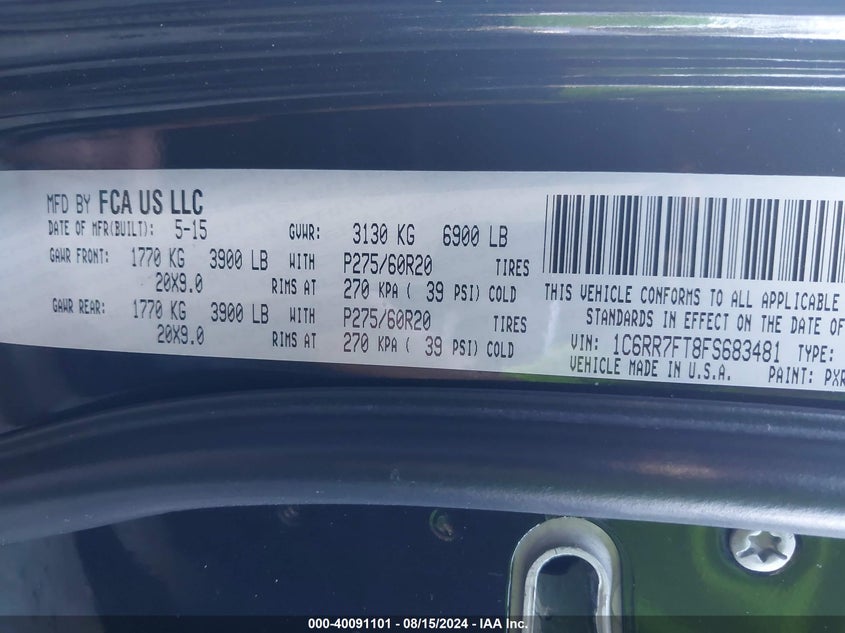 MFD BY FCA US LLC
DATE OF MFR(BUILT): 5-15 GVWR: 3130 KG 6900 LB
GAWR FRONT: 1770 KG 3900 LB WITH P275/60R20 TIRES
20X9.0 RIMS AT 270 KPA ( 39 PSI) COLD
GAWR REAR: 1770 KG 3900 LB WITH P275/60R20 TIRES
20X9.0 RIMS AT 270 KPA ( 39 PSI) COLD
THIS VEHICLE CONFORMS TO ALL APPLICABLE
STANDARDS IN EFFECT ON THE DATE OF
VIN: 1C6RR7FT8FS683481 TYPE:
VEHICLE MADE IN U.S.A. PAINT: PXR
000-40091101 - 08/15/2024 - IAA Inc.